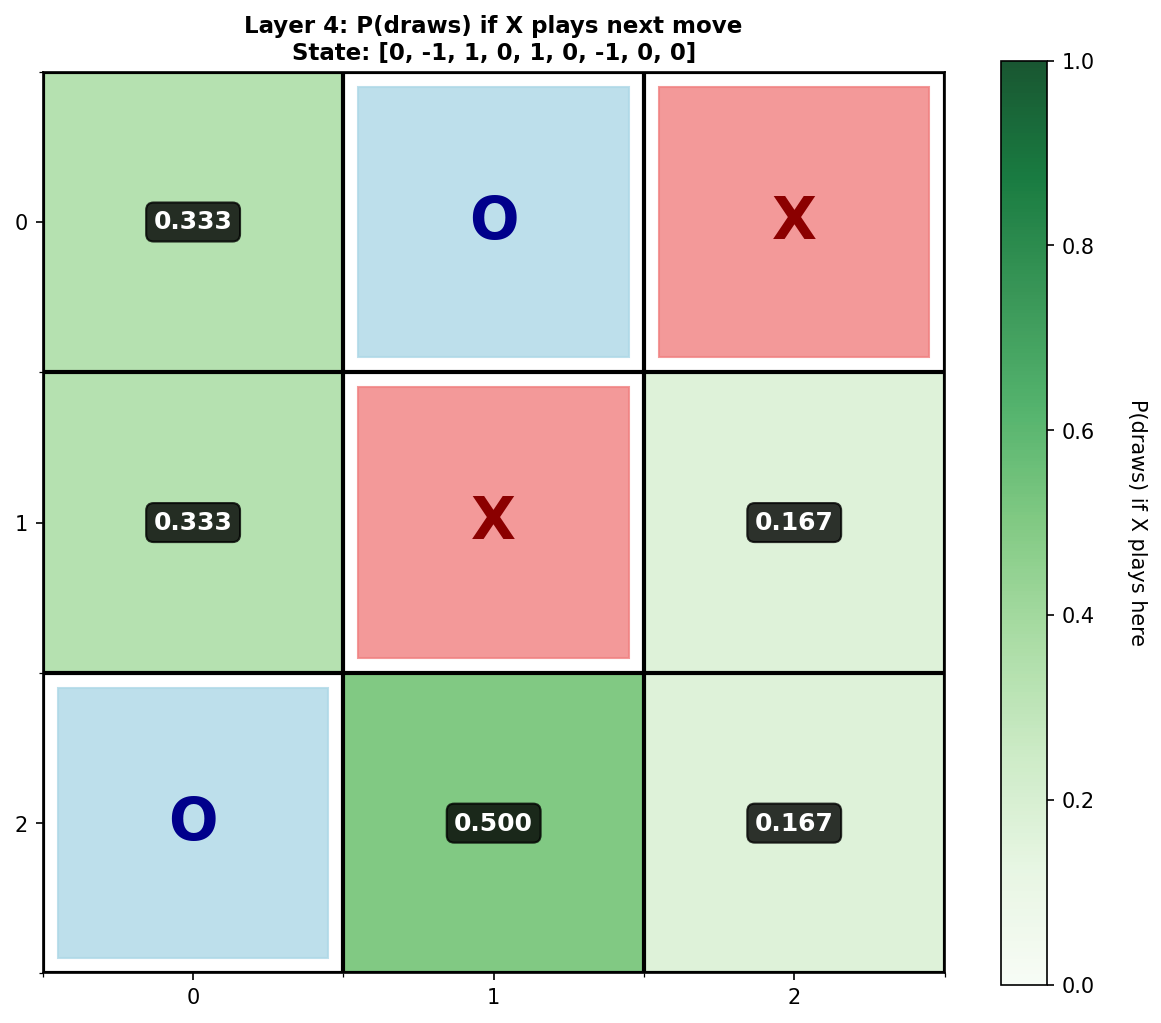 Layer 4: P(draws) if X plays next move
State: [0, -1, 1, 0, 1, 0, -1, 0, 0]
0.333
O
X
0.333
X
0.167
O
0.500
0.167
0
1
2
0
1
2
1.0
0.8
0.6
0.4
0.2
0.0
P(draws) if X plays here